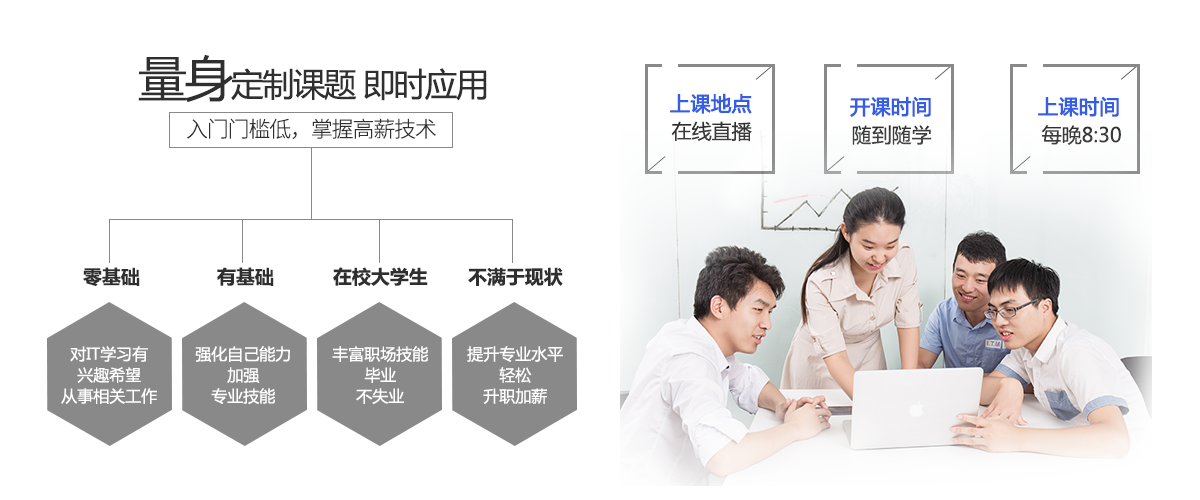 量身定制课题 即时应用
入门门槛低，掌握高薪技术
零基础
对IT学习有
兴趣希望
从事相关工作
有基础
强化自己能力
加强
专业技能
在校大学生
丰富职场技能
毕业
不失业
不满于现状
提升专业水平
轻松
升职加薪
上课地点
在线直播
开课时间
随到随学
上课时间
每晚8:30